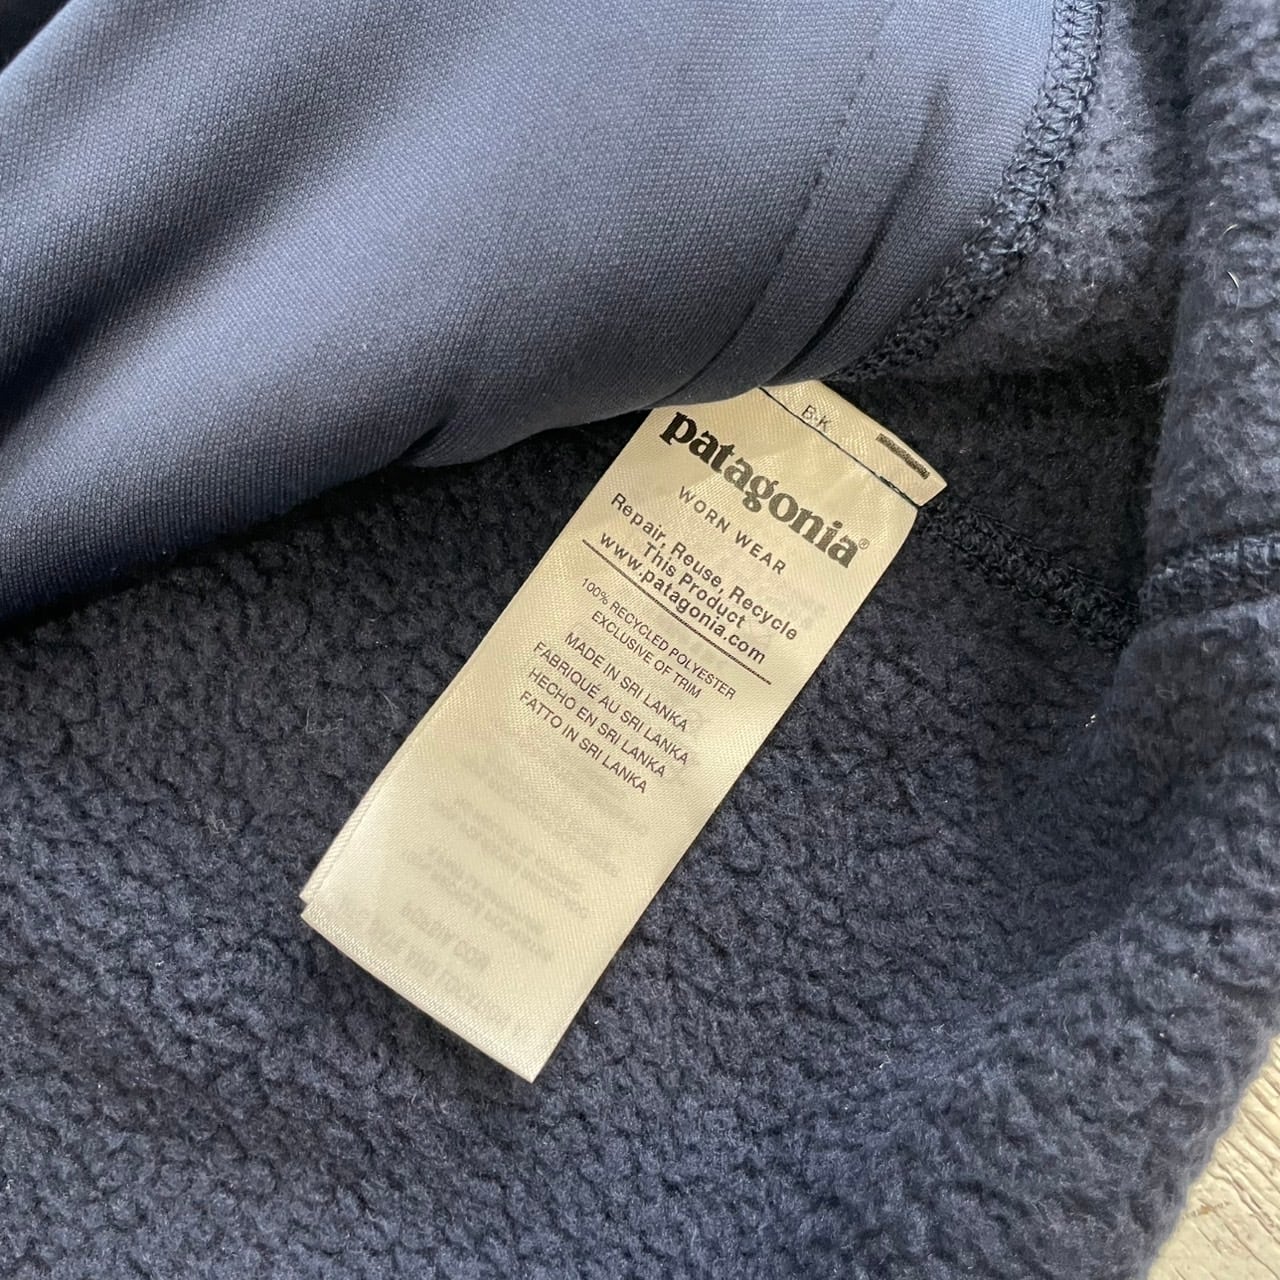 B-K
patagonia®
WORN WEAR
Repair, Reuse, Recycle
This Product
www.patagonia.com
100% RECYCLED POLYESTER
EXCLUSIVE OF TRIM
MADE IN SRI LANKA
FABRIQUÉ AU SRI LANKA
HECHO EN SRI LANKA
FATTO IN SRI LANKA